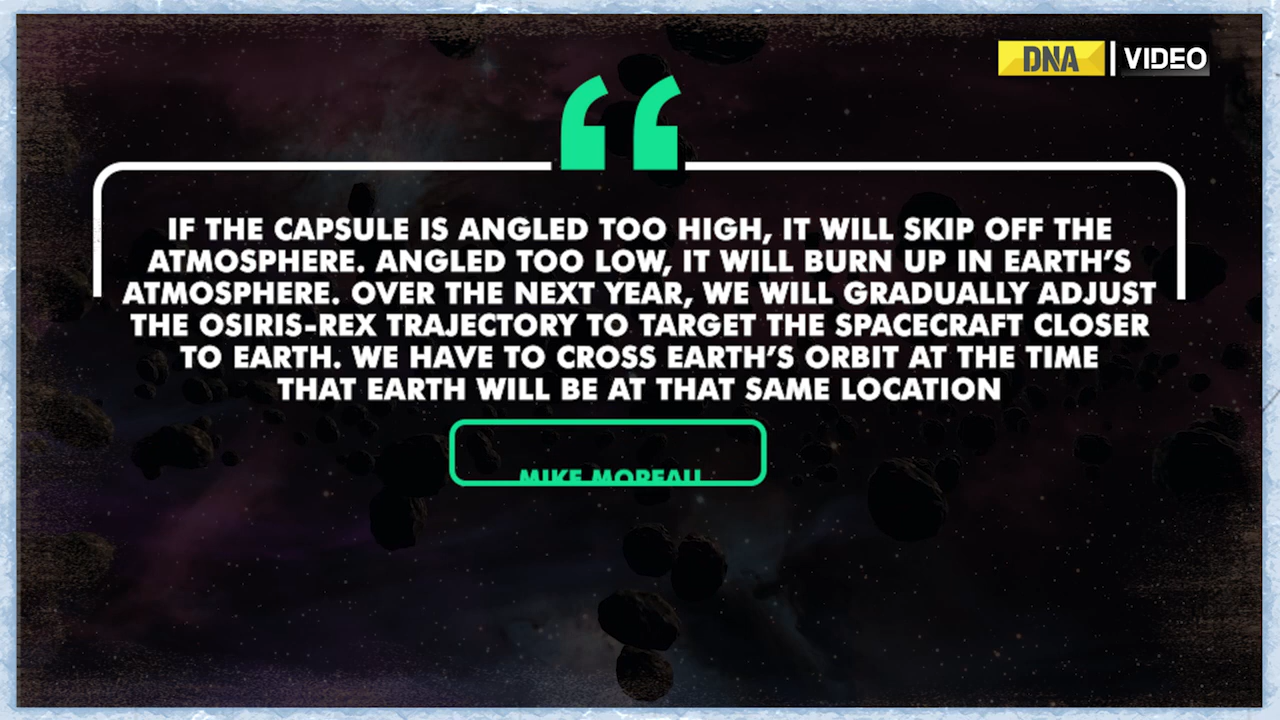 DNA VIDEO
IF THE CAPSULE IS ANGLED TOO HIGH, IT WILL SKIP OFF THE
ATMOSPHERE. ANGLED TOO LOW, IT WILL BURN UP IN EARTH'S
ATMOSPHERE. OVER THE NEXT YEAR, WE WILL GRADUALLY ADJUST
THE OSIRIS-REX TRAJECTORY TO TARGET THE SPACECRAFT CLOSER
TO EARTH. WE HAVE TO CROSS EARTH'S ORBIT AT THE TIME
THAT EARTH WILL BE AT THAT SAME LOCATION
MIKE MOREAU